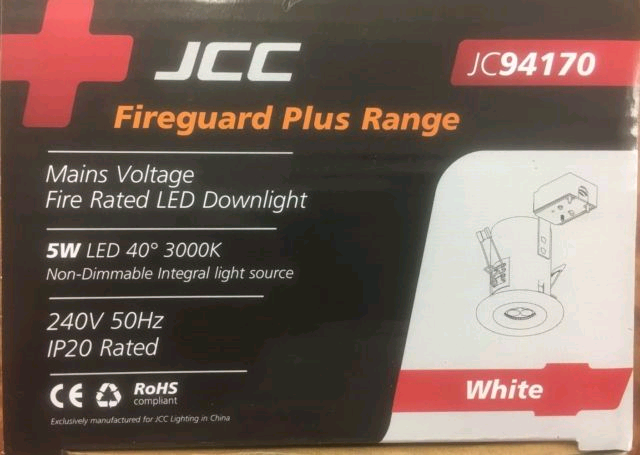 JCC
JC94170
Fireguard Plus Range
Mains Voltage
Fire Rated LED Downlight
5W LED 40° 3000K
Non-Dimmable Integral light source
240V 50Hz
IP20 Rated
CE
RoHS
compliant
Exclusively manufactured for JCC Lighting in China
White